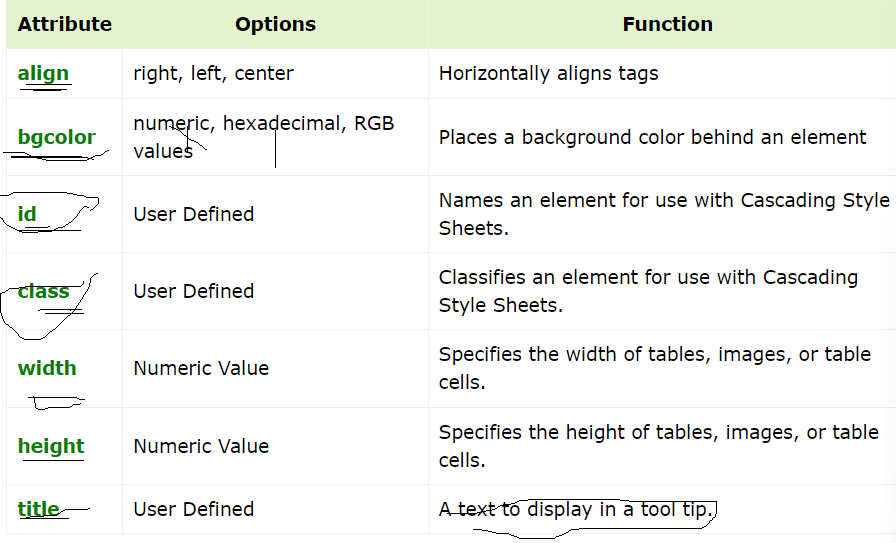 Attribute Options Function
align right, left, center Horizontally aligns tags
bgcolor numeric, hexadecimal, RGB values Places a background color behind an element
id User Defined Names an element for use with Cascading Style Sheets.
class User Defined Classifies an element for use with Cascading Style Sheets.
width Numeric Value Specifies the width of tables, images, or table cells.
height Numeric Value Specifies the height of tables, images, or table cells.
title User Defined A text to display in a tool tip.